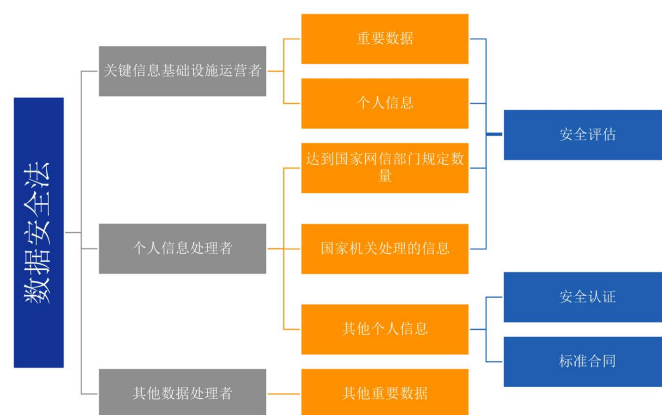 数据安全法
关键信息基础设施运营者
个人信息处理者
其他数据处理者
重要数据
个人信息
达到国家网信部门规定数
量
国家机关处理的信息
其他个人信息
其他重要数据
安全评估
安全认证
标准合同